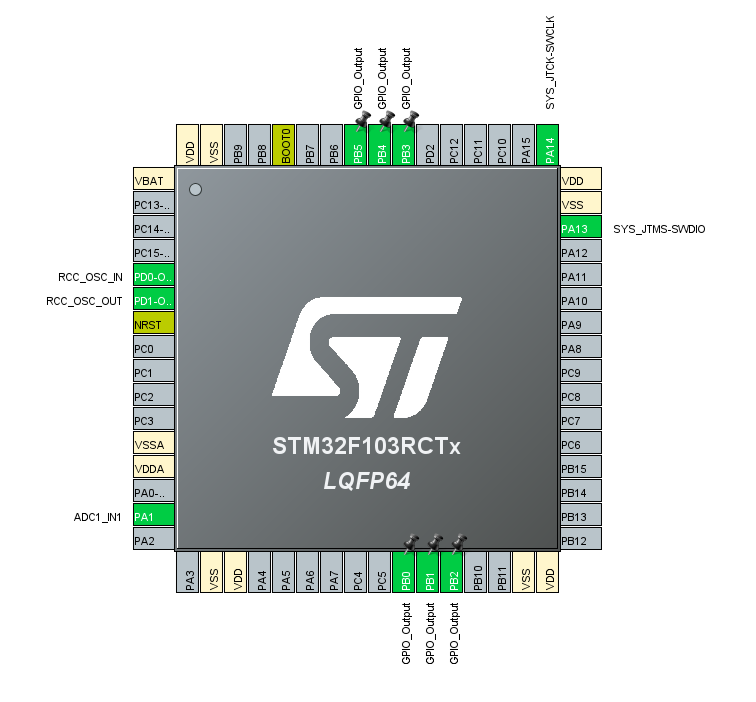 GPIO_Output
GPIO_Output
GPIO_Output
SYS_JTCK-SWCLK
VDD
VSS
PB9
PB8
BOOT0
PB7
PB6
PB5
PB4
PB3
PD2
PC12
PC11
PC10
PA15
PA14
VBAT
PC13-..
PC14-..
PC15-..
RCC_OSC_IN PD0-O..
RCC_OSC_OUT PD1-O..
NRST
PC0
PC1
PC2
PC3
VSSA
VDDA
PA0-..
ADC1_IN1 PA1
PA2
VDD
VSS
PA13 SYS_JTMS-SWDIO
PA12
PA11
PA10
PA9
PA8
PC9
PC8
PC7
PC6
PB15
PB14
PB13
PB12
ST
STM32F103RCTx
LQFP64
PA3
VSS
VDD
PA4
PA5
PA6
PA7
PC4
PC5
PB0
PB1
PB2
PB10
PB11
VSS
VDD
GPIO_Output
GPIO_Output
GPIO_Output